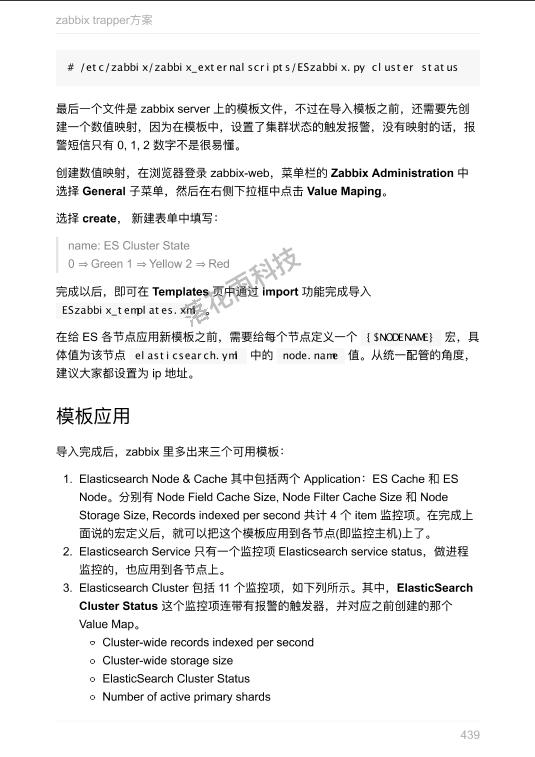 zabbix trapper方案
# /etc/zabbix/zabbix_external scripts/ESzabbix.py cluster status
最后一个文件是 zabbix server 上的模板文件，不过在导入模板之前，还需要先创
建一个数值映射，因为在模板中，设置了集群状态的触发报警，没有映射的话，报
警短信只有 0, 1, 2 数字不是很易懂。
创建数值映射，在浏览器登录 zabbix-web，菜单栏的 Zabbix Administration 中
选择 General 子菜单，然后在右侧下拉框中点击 Value Maping。
选择 create， 新建表单中填写：
name: ES Cluster State
0 ⇒ Green 1 ⇒ Yellow 2 ⇒ Red
完成以后，即可在 Templates 页中通过 import 功能完成导入
ESzabbix_templates.xml 。
在给 ES 各节点应用新模板之前，需要给每个节点定义一个 {$NODENAME} 宏，具
体值为该节点 elasticsearch.yml 中的 node.name 值。从统一配管的角度，
建议大家都设置为 ip 地址。
模板应用
导入完成后，zabbix 里多出来三个可用模板：
1. Elasticsearch Node & Cache 其中包括两个 Application：ES Cache 和 ES
Node。分别有 Node Field Cache Size, Node Filter Cache Size 和 Node
Storage Size, Records indexed per second 共计 4 个 item 监控项。在完成上
面说的宏定义后，就可以把这个模板应用到各节点(即监控主机)上了。
2. Elasticsearch Service 只有一个监控项 Elasticsearch service status，做进程
监控的，也应用到各节点上。
3. Elasticsearch Cluster 包括 11 个监控项，如下列所示。其中，ElasticSearch
Cluster Status 这个监控项连带有报警的触发器，并对应之前创建的那个
Value Map。
Cluster-wide records indexed per second
Cluster-wide storage size
ElasticSearch Cluster Status
Number of active primary shards
439
落花雨科技